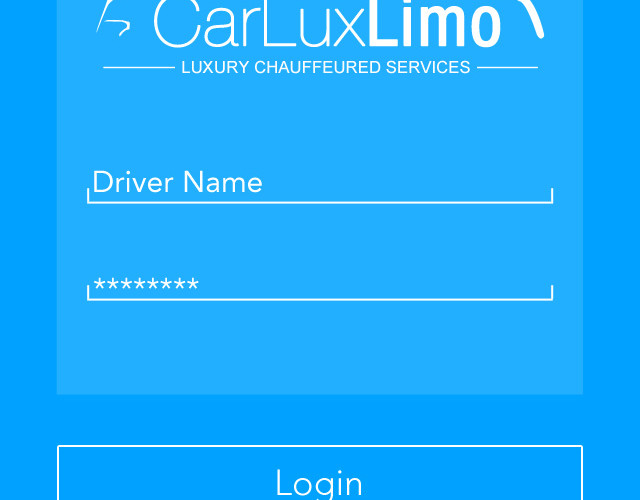 CarLuxLimo
LUXURY CHAUFFEURED SERVICES
Driver Name
********
Login